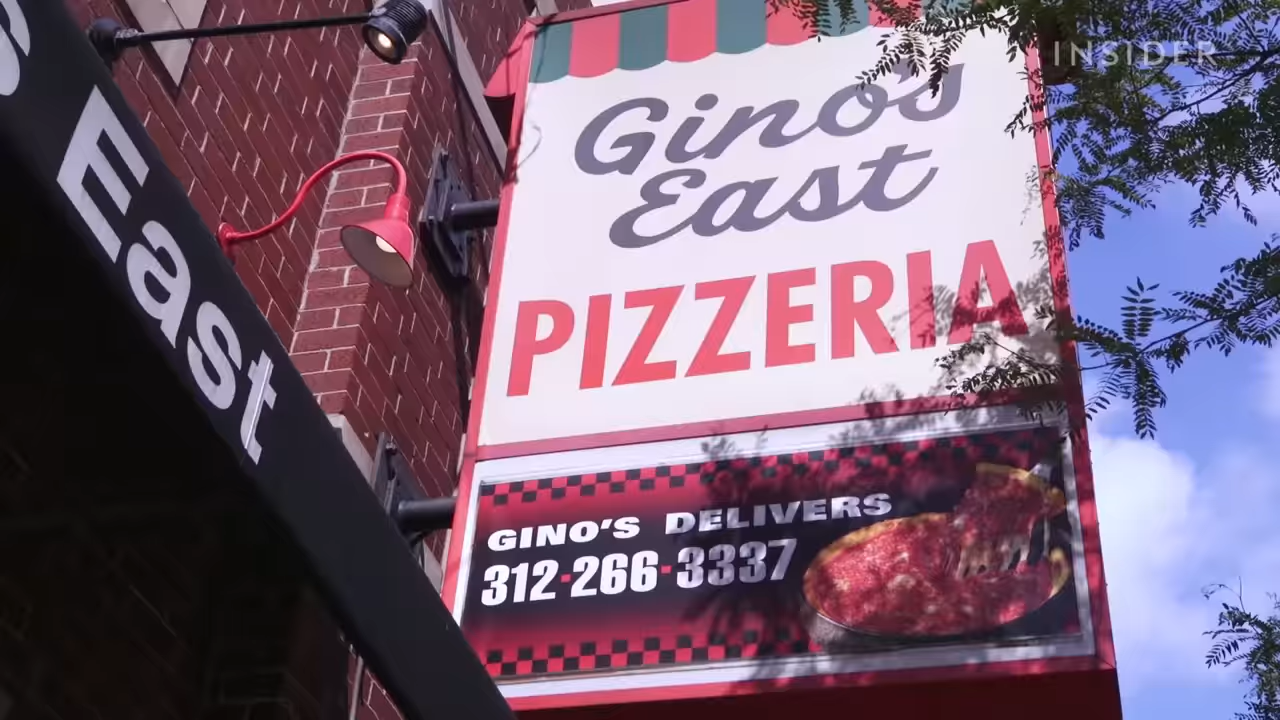 East
Gino's
East
PIZZERIA
GINO'S DELIVERS
312-266-3337
INSIDER